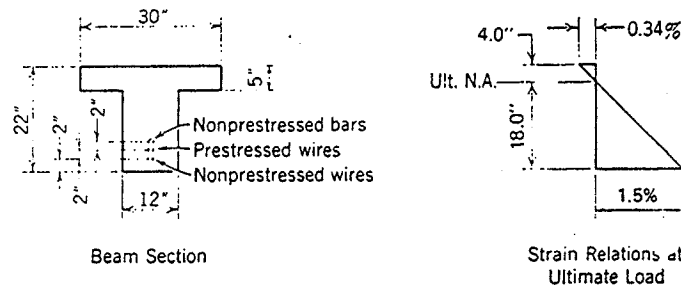 30"
5"
22"
2"
2"
2"
Nonprestressed bars
Prestressed wires
Nonprestressed wires
12"
Beam Section
4.0"
0.34%
Ult. N.A.
18.0"
1.5%
Strain Relations at
Ultimate Load